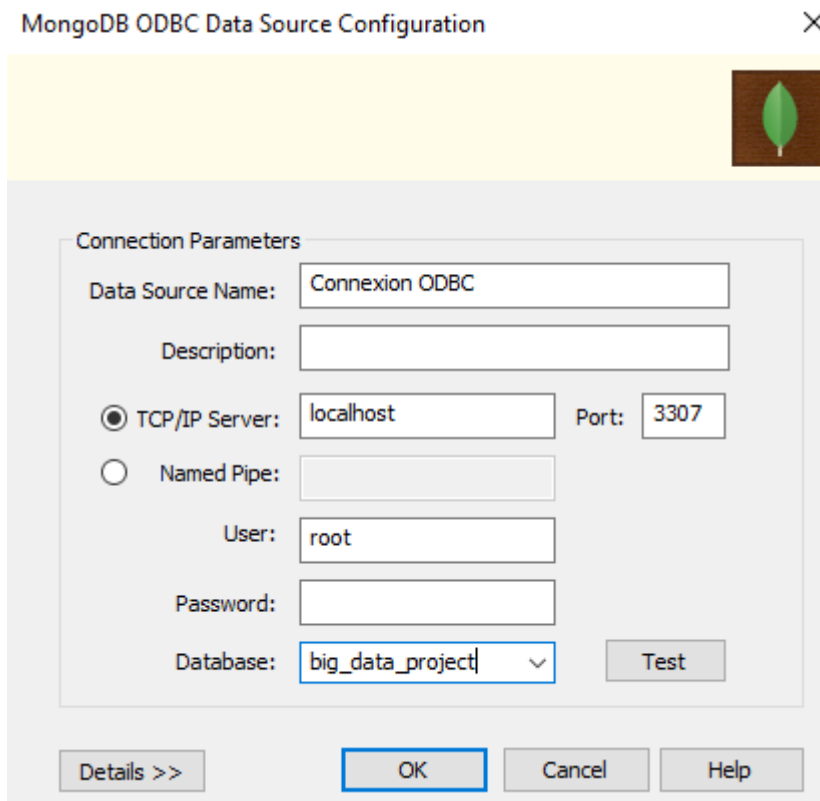 MongoDB ODBC Data Source Configuration
Connection Parameters
Data Source Name: Connexion ODBC
Description:
TCP/IP Server: localhost Port: 3307
Named Pipe:
User: root
Password:
Database: big_data_project Test
Details >> OK Cancel Help